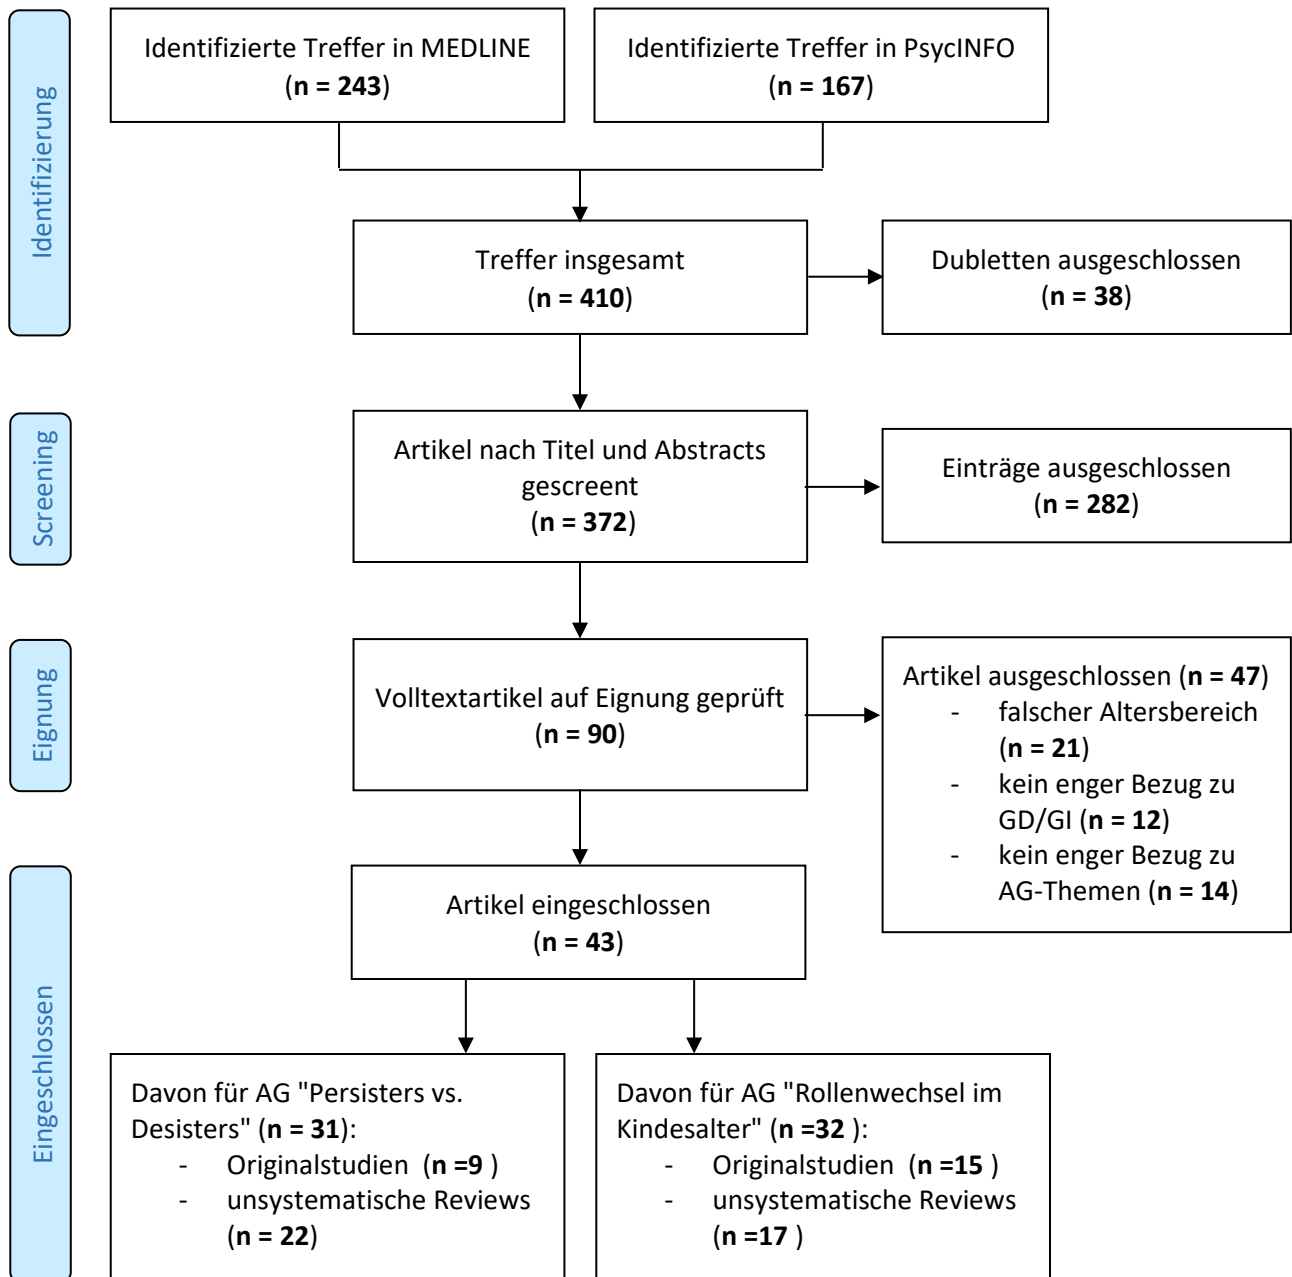 Identifizierung
Identifizierte Treffer in MEDLINE
(n = 243)
Identifizierte Treffer in PsycINFO
(n = 167)
Treffer insgesamt
(n = 410)
Dubletten ausgeschlossen
(n = 38)
Screening
Artikel nach Titel und Abstracts
gescreent
(n = 372)
Einträge ausgeschlossen
(n = 282)
Eignung
Volltextartikel auf Eignung geprüft
(n = 90)
Artikel ausgeschlossen (n = 47)
- falscher Altersbereich
(n = 21)
- kein enger Bezug zu
GD/GI (n = 12)
- kein enger Bezug zu
AG-Themen (n = 14)
Eingeschlossen
Artikel eingeschlossen
(n = 43)
Davon für AG "Persisters vs.
Desisters" (n = 31):
- Originalstudien (n =9 )
- unsystematische Reviews
(n = 22)
Davon für AG "Rollenwechsel im
Kindesalter" (n =32 ):
- Originalstudien (n =15 )
- unsystematische Reviews
(n =17 )